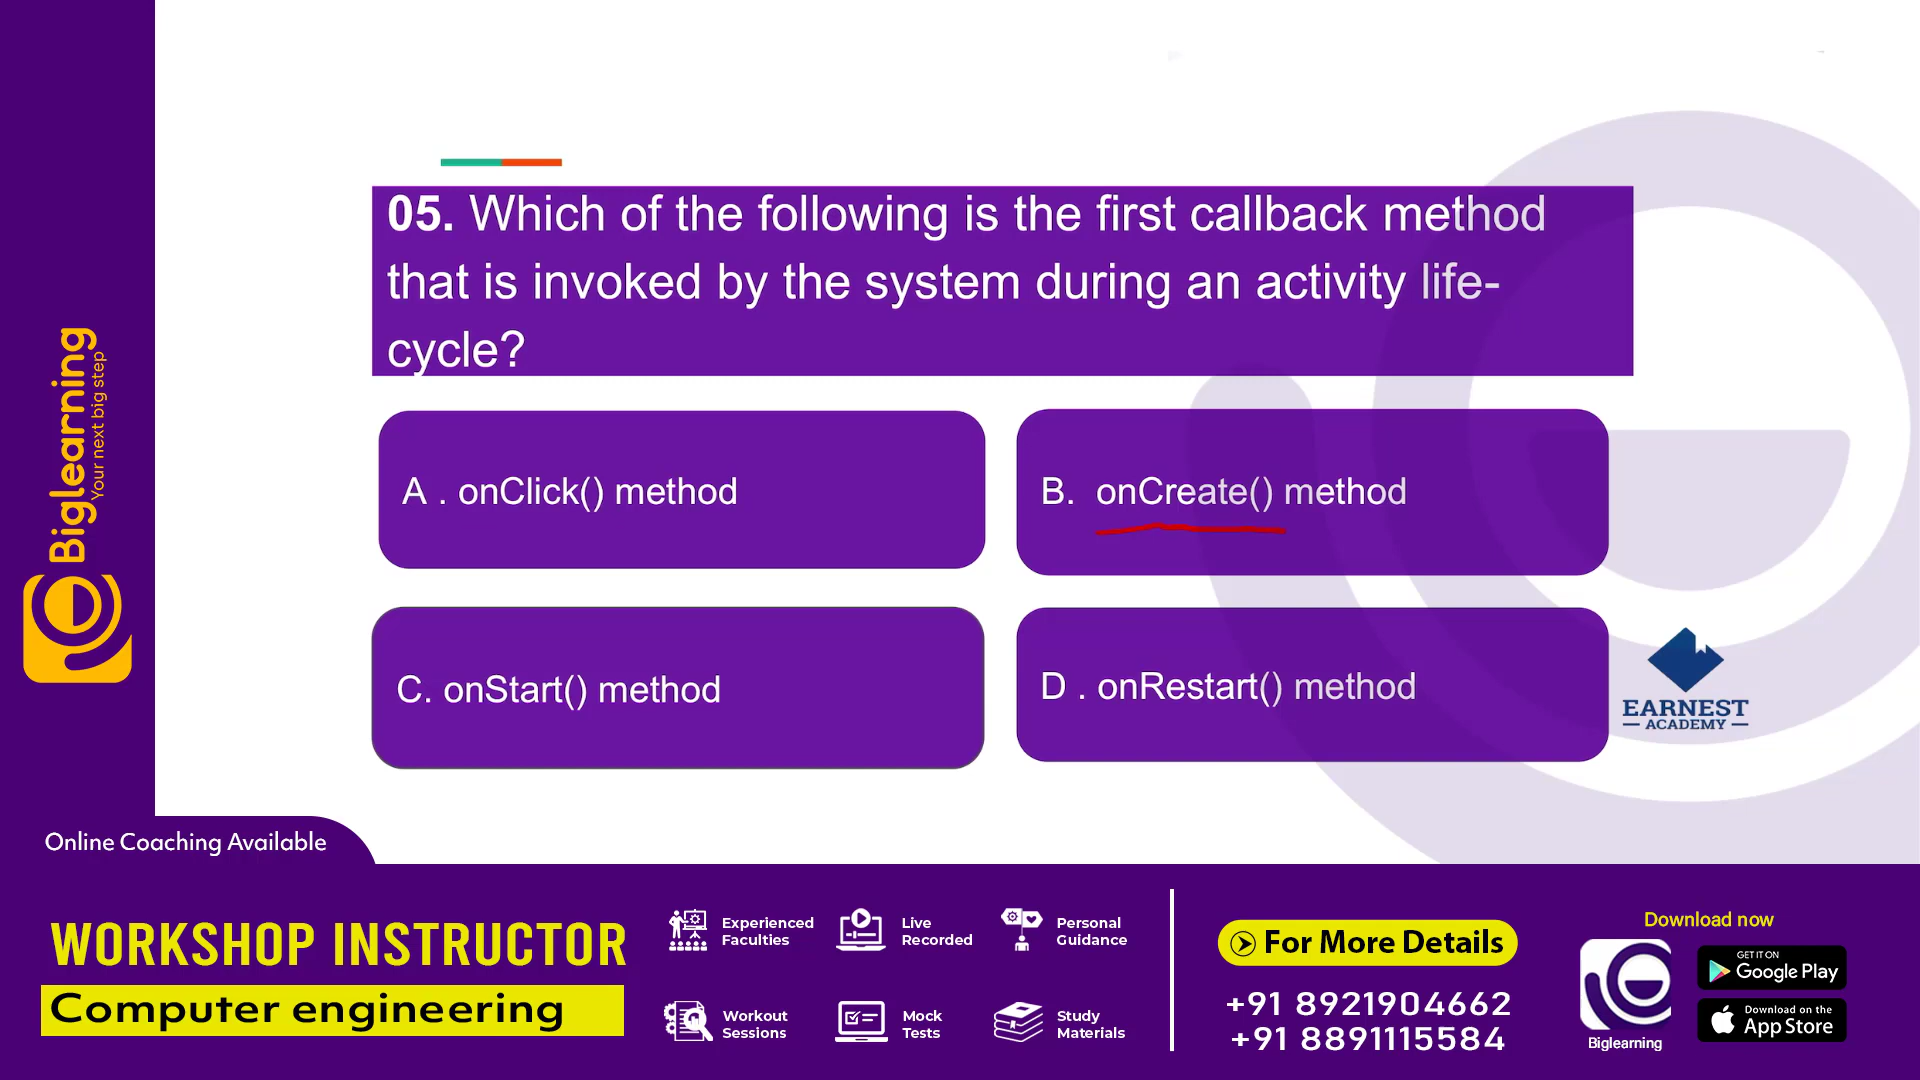 05. Which of the following is the first callback method
that is invoked by the system during an activity life-
cycle?
A . onClick() method
B. onCreate() method
C. onStart() method
D . onRestart() method
Biglearning
Your next big step
EARNEST
ACADEMY
Online Coaching Available
WORKSHOP INSTRUCTOR
Computer engineering
Experienced
Faculties
Live
Recorded
Personal
Guidance
Workout
Sessions
Mock
Tests
Study
Materials
For More Details
+91 8921904662
+91 8891115584
Download now
Biglearning
GET IT ON
Google Play
Download on the
App Store